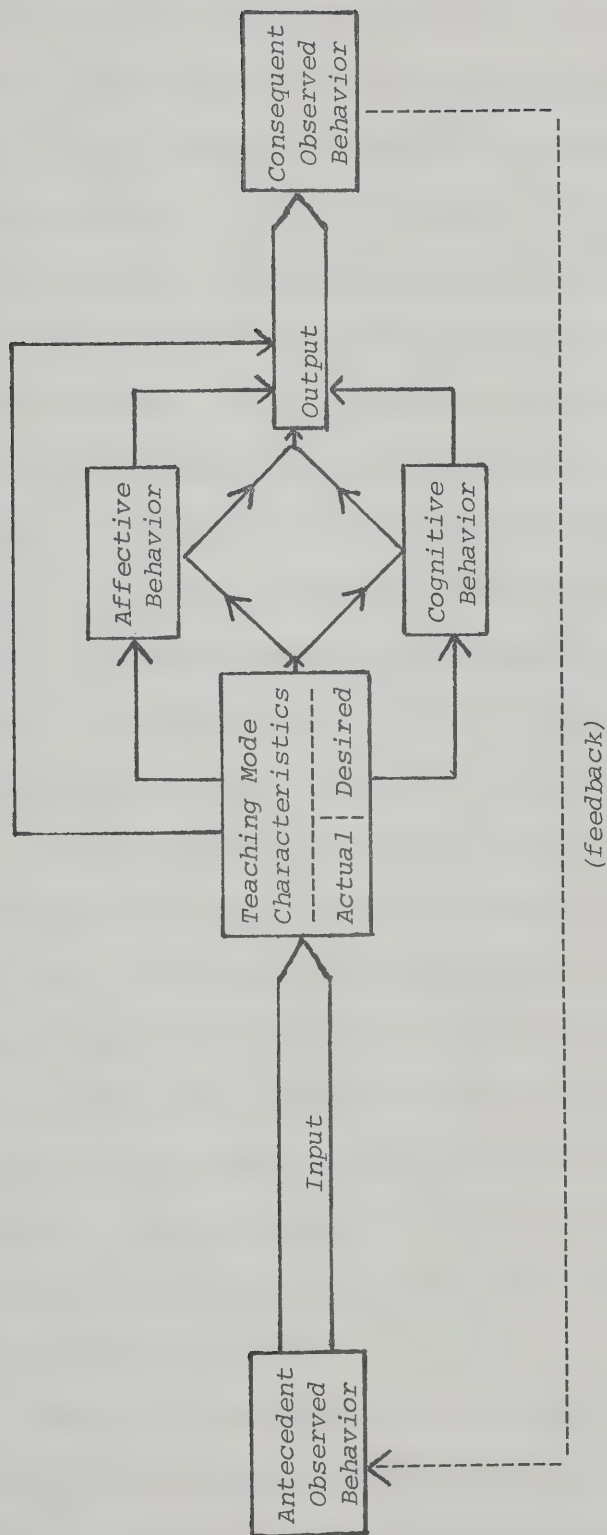 Antecedent
Observed
Behavior
Input
Teaching Mode
Characteristics
Actual
Desired
Affective
Behavior
Cognitive
Behavior
Output
Consequent
Observed
Behavior
(feedback)